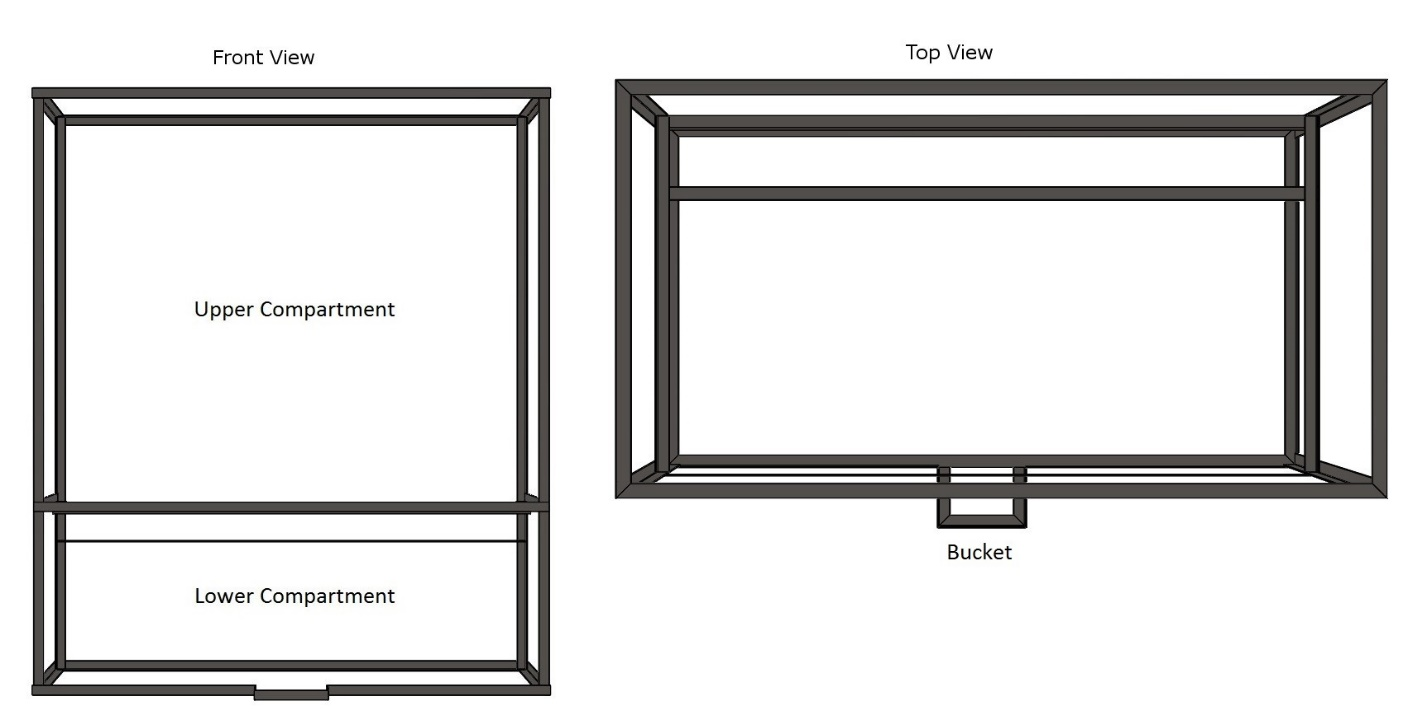 Front View
Top View
Upper Compartment
Bucket
Lower Compartment